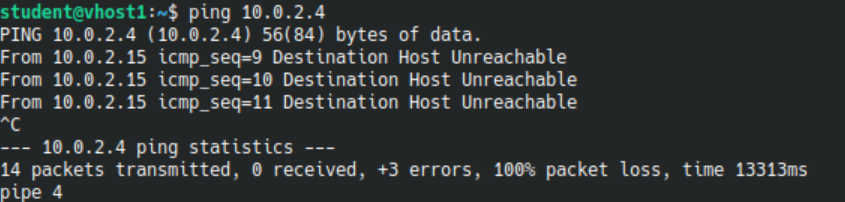 student@vhost1:~$ ping 10.0.2.4
PING 10.0.2.4 (10.0.2.4) 56(84) bytes of data.
From 10.0.2.15 icmp_seq=9 Destination Host Unreachable
From 10.0.2.15 icmp_seq=10 Destination Host Unreachable
From 10.0.2.15 icmp_seq=11 Destination Host Unreachable
^C
--- 10.0.2.4 ping statistics ---
14 packets transmitted, 0 received, +3 errors, 100% packet loss, time 13313ms
pipe 4